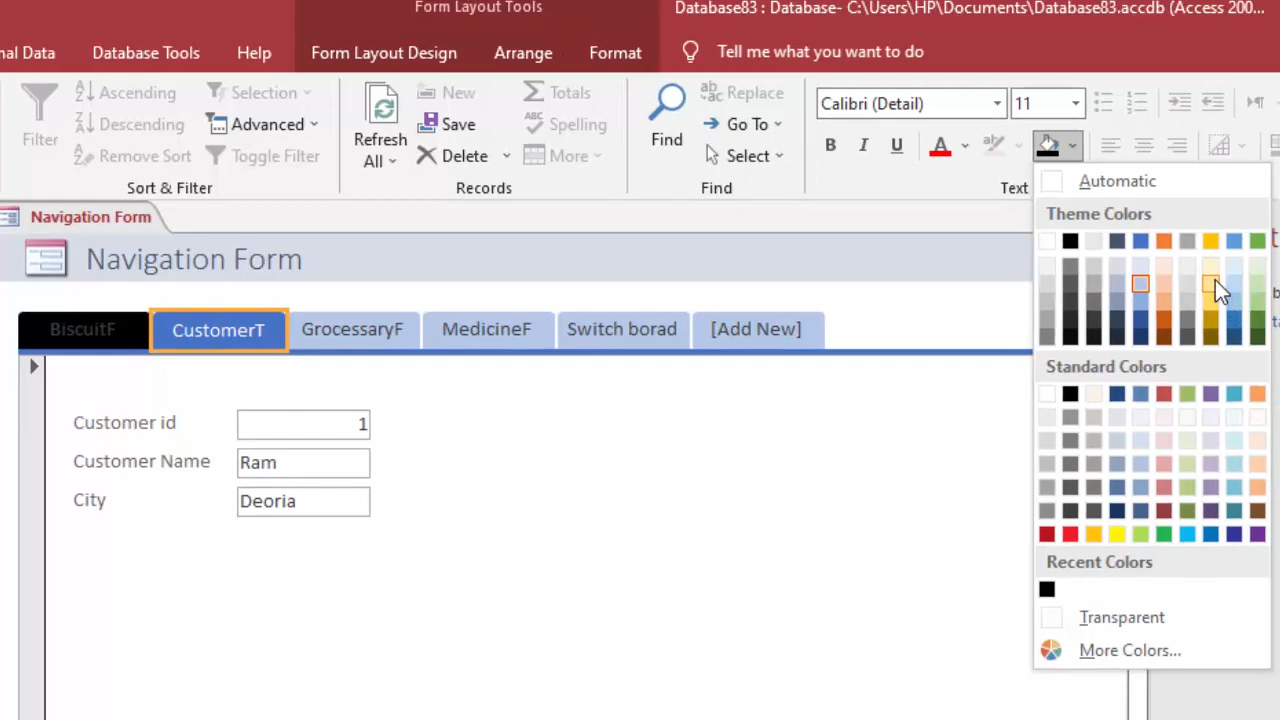 Form Layout Tools
Database83 : Database- C:\Users\HP\Documents\Database83.accdb (Access 200...
nal Data Database Tools Help Form Layout Design Arrange Format Tell me what you want to do
Filter
Ascending
Descending
Remove Sort
Selection
Advanced
Toggle Filter
Sort & Filter
Refresh
All
New
Save
Delete
Totals
Spelling
More
Records
Find
Replace
Go To
Select
Find
Calibri (Detail) 11
B I U A
Text
Automatic
Theme Colors
Standard Colors
Recent Colors
Transparent
More Colors...
Navigation Form
Navigation Form
BiscuitF CustomerT GrocessaryF MedicineF Switch borad [Add New]
Customer id 1
Customer Name Ram
City Deoria